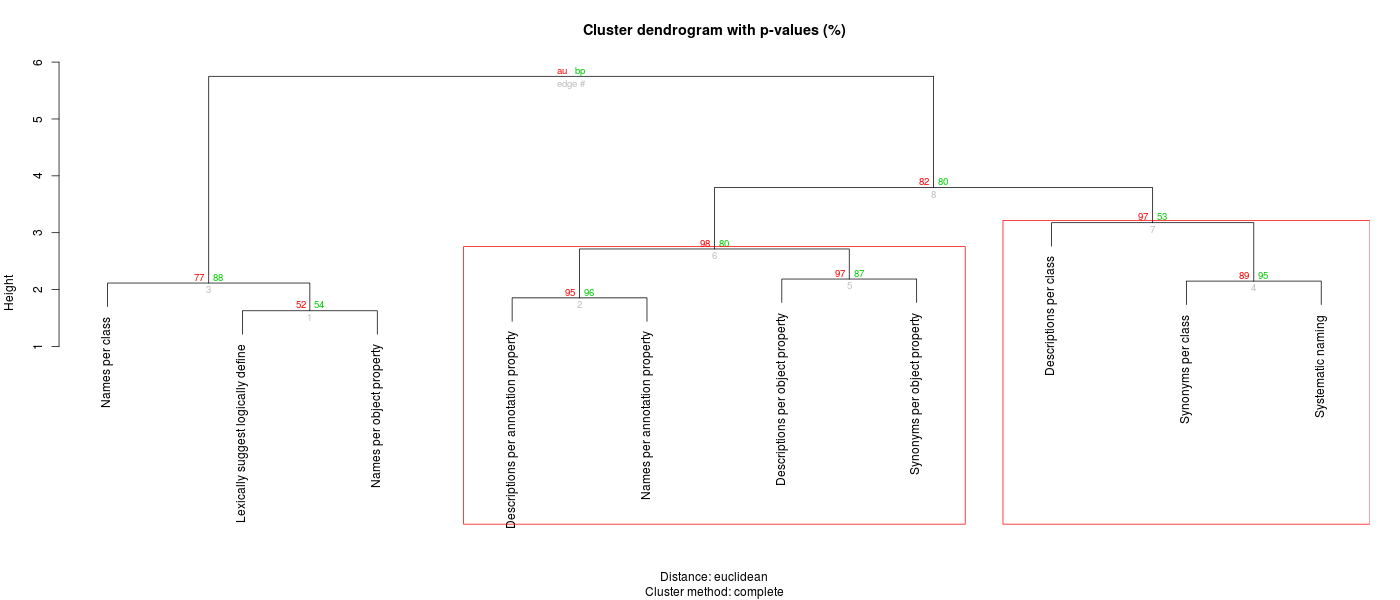 Cluster dendrogram with p-values (%)
Height
6
5
4
3
2
1
au bp
edge #
82 80
8
97 53
7
98 80
6
97 87
5
89 95
4
77 88
3
95 96
2
52 54
1
Names per class
Lexically suggest logically define
Names per object property
Descriptions per annotation property
Names per annotation property
Descriptions per object property
Synonyms per object property
Descriptions per class
Synonyms per class
Systematic naming
Distance: euclidean
Cluster method: complete